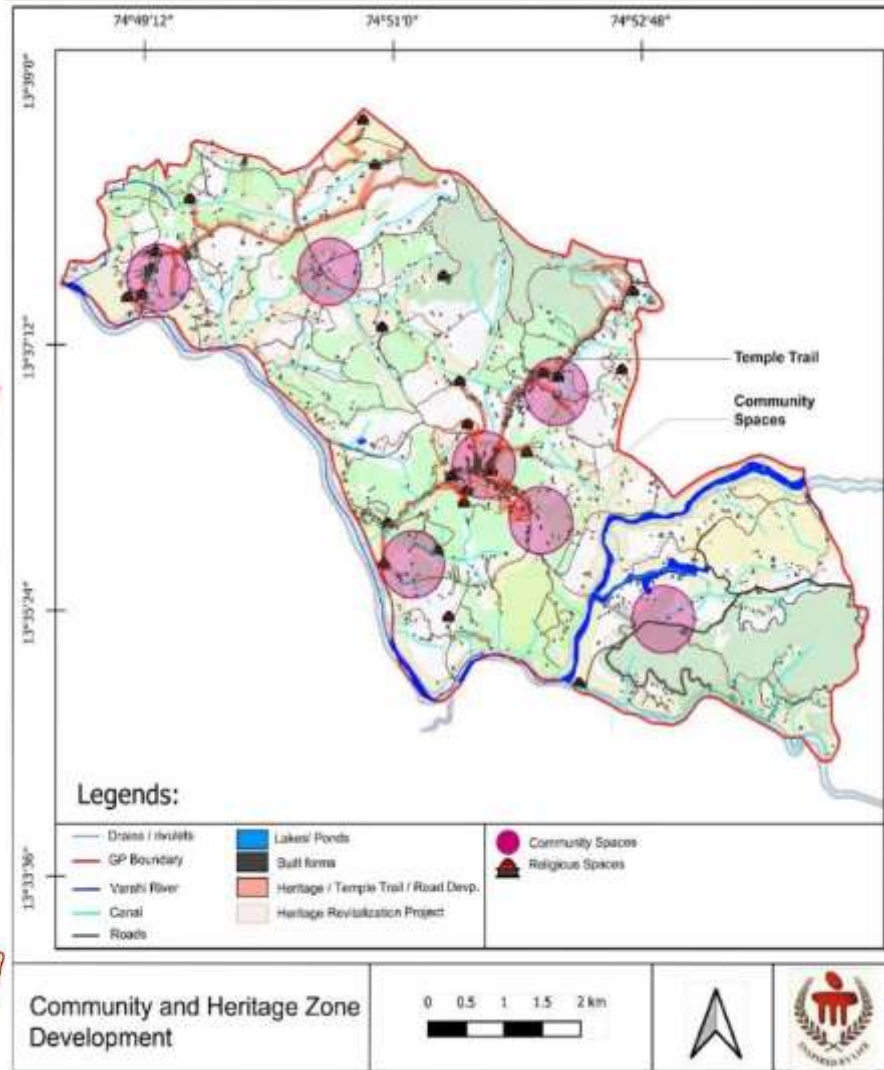 74°49'12"
74°51'0"
74°52'48"
13°39'0"
13°37'12"
13°35'24"
13°33'36"
Temple Trail
Community
Spaces
Legends:
Drains / rivulets
GP Boundary
Varahi River
Canal
Roads
Lakes/ Ponds
Built forms
Heritage / Temple Trail / Road Devp.
Heritage Revitalization Project
Community Spaces
Religious Spaces
Community and Heritage Zone
Development
0 0.5 1 1.5 2 km
INSPIRED BY LIFE